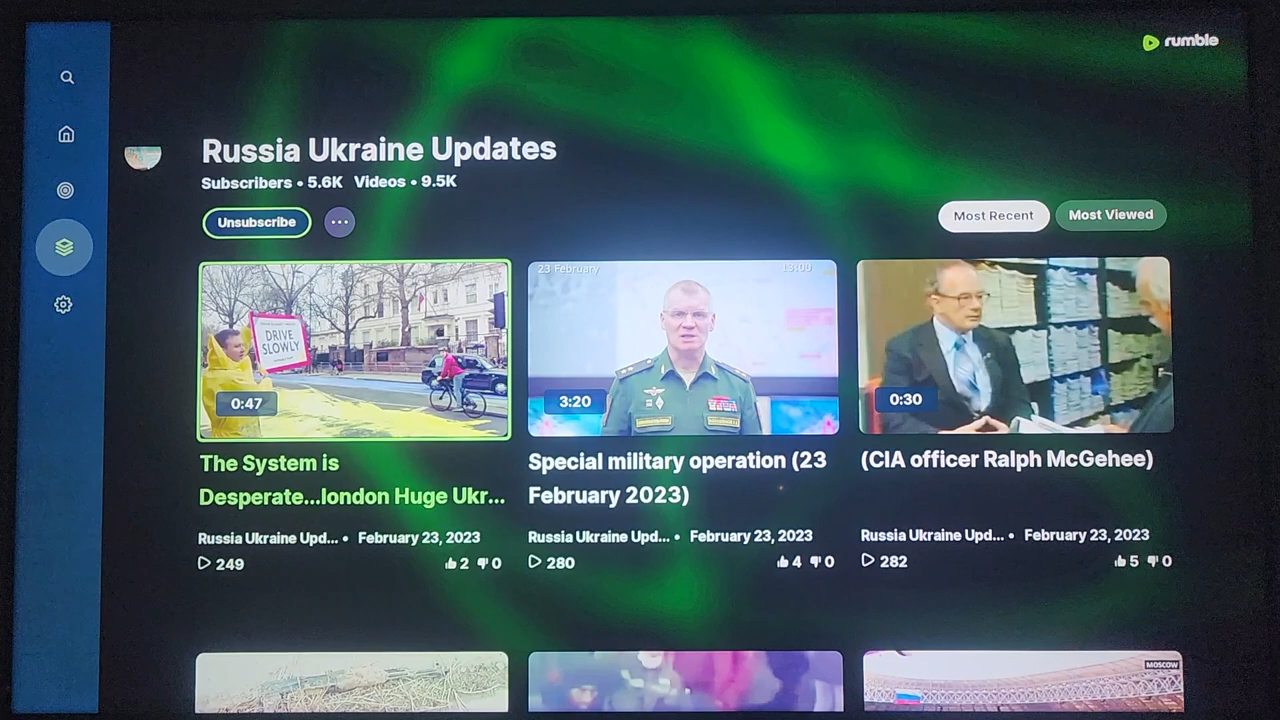 rumble
Russia Ukraine Updates
Subscribers • 5.6K Videos • 9.5K
Unsubscribe
Most Recent
Most Viewed
DRIVE
SLOWLY
0:47
23 February
13:00
3:20
0:30
The System is
Desperate...london Huge Ukr...
Special military operation (23
February 2023)
(CIA officer Ralph McGehee)
Russia Ukraine Upd... • February 23, 2023
249
2
0
Russia Ukraine Upd... • February 23, 2023
280
4
0
Russia Ukraine Upd... • February 23, 2023
282
5
0
MOSCOW